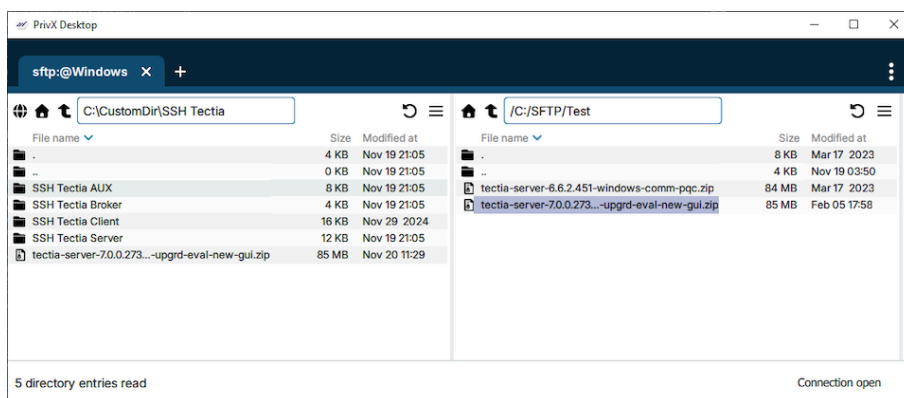 PrivX Desktop
sftp:@Windows
C:\CustomDir\SSH Tectia
File name Size Modified at
. 4 KB Nov 19 21:05
.. 0 KB Nov 19 21:05
SSH Tectia AUX 8 KB Nov 19 21:05
SSH Tectia Broker 4 KB Nov 19 21:05
SSH Tectia Client 16 KB Nov 29 2024
SSH Tectia Server 12 KB Nov 19 21:05
tectia-server-7.0.0.273...-upgrd-eval-new-gui.zip 85 MB Nov 20 11:29
/C:/SFTP/Test
File name Size Modified at
. 8 KB Mar 17 2023
.. 4 KB Nov 19 03:50
tectia-server-6.6.2.451-windows-comm-pqc.zip 84 MB Mar 17 2023
tectia-server-7.0.0.273...-upgrd-eval-new-gui.zip 85 MB Feb 05 17:58
5 directory entries read
Connection open